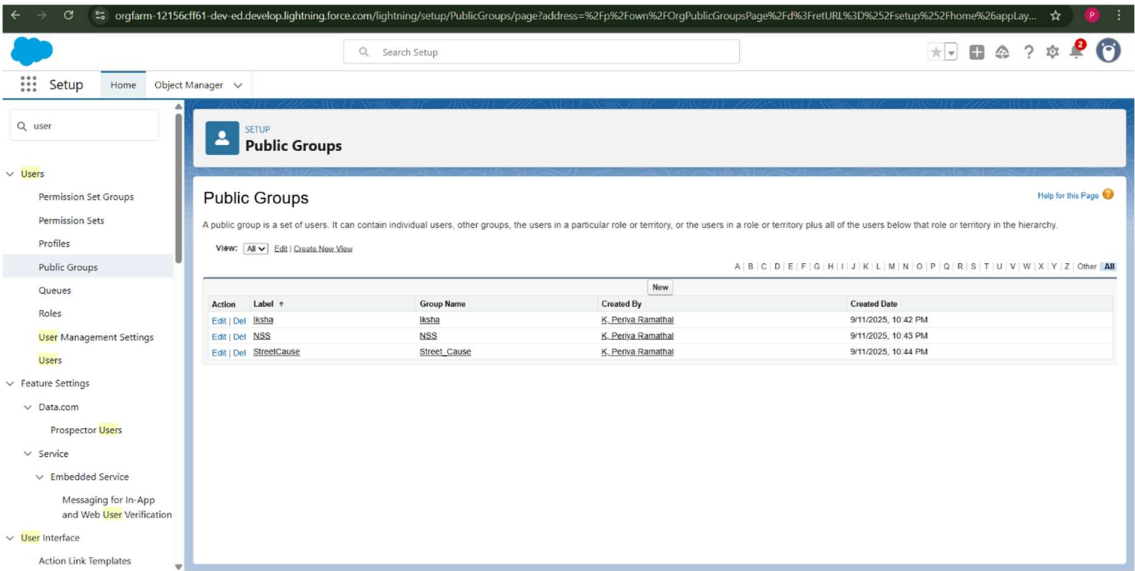 orgfarm-12156cff61-dev-ed.develop.lightning.force.com/lightning/setup/PublicGroups/page?address=%2Fp%2Fown%2FOrgPublicGroupsPage%2Fd%3FretURL%3D%252Fsetup%252Fhome%26appLay...
P
Search Setup
2
Setup
Home
Object Manager
user
Users
Permission Set Groups
Permission Sets
Profiles
Public Groups
Queues
Roles
User Management Settings
Users
Feature Settings
Data.com
Prospector Users
Service
Embedded Service
Messaging for In-App
and Web User Verification
User Interface
Action Link Templates
SETUP
Public Groups
Public Groups
Help for this Page
A public group is a set of users. It can contain individual users, other groups, the users in a particular role or territory, or the users in a role or territory plus all of the users below that role or territory in the hierarchy.
View: All Edit | Create New View
A | B | C | D | E | F | G | H | I | J | K | L | M | N | O | P | Q | R | S | T | U | V | W | X | Y | Z | Other All
New
Action Label ↑ Group Name Created By Created Date
Edit | Del Iksha Iksha K, Periya Ramathal 9/11/2025, 10:42 PM
Edit | Del NSS NSS K, Periya Ramathal 9/11/2025, 10:43 PM
Edit | Del StreetCause Street_Cause K, Periya Ramathal 9/11/2025, 10:44 PM